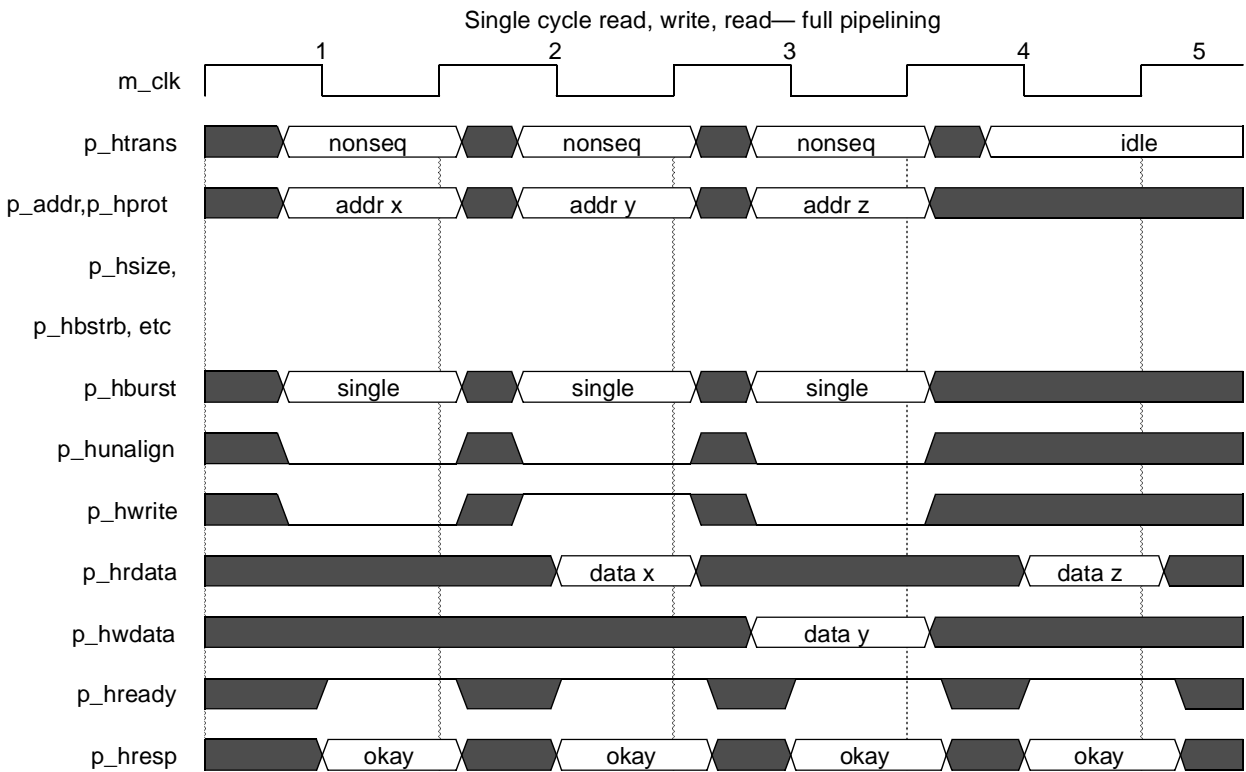 Single cycle read, write, read— full pipelining
1 2 3 4 5
m_clk
p_htrans nonseq nonseq nonseq idle
p_addr,p_hprot addr x addr y addr z
p_hsize,
p_hbstrb, etc
p_hburst single single single
p_hunalign
p_hwrite
p_hrdata data x data z
p_hwdata data y
p_hready
p_hresp okay okay okay okay